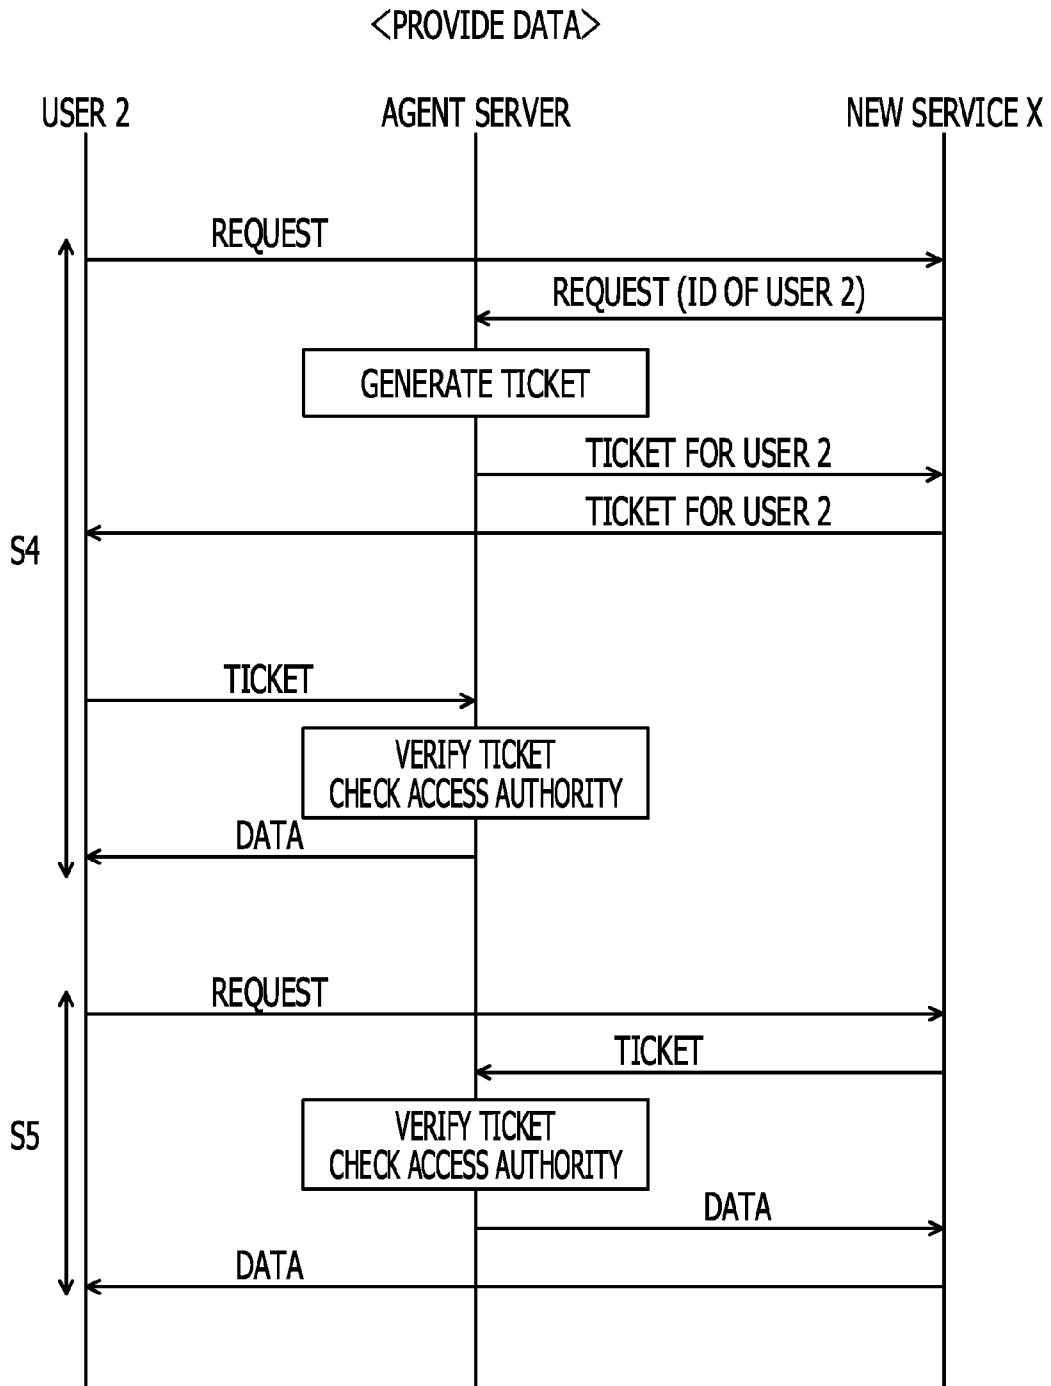 <PROVIDE DATA>
USER 2
AGENT SERVER
NEW SERVICE X
REQUEST
REQUEST (ID OF USER 2)
GENERATE TICKET
TICKET FOR USER 2
TICKET FOR USER 2
S4
TICKET
VERIFY TICKET
CHECK ACCESS AUTHORITY
DATA
REQUEST
TICKET
S5
VERIFY TICKET
CHECK ACCESS AUTHORITY
DATA
DATA